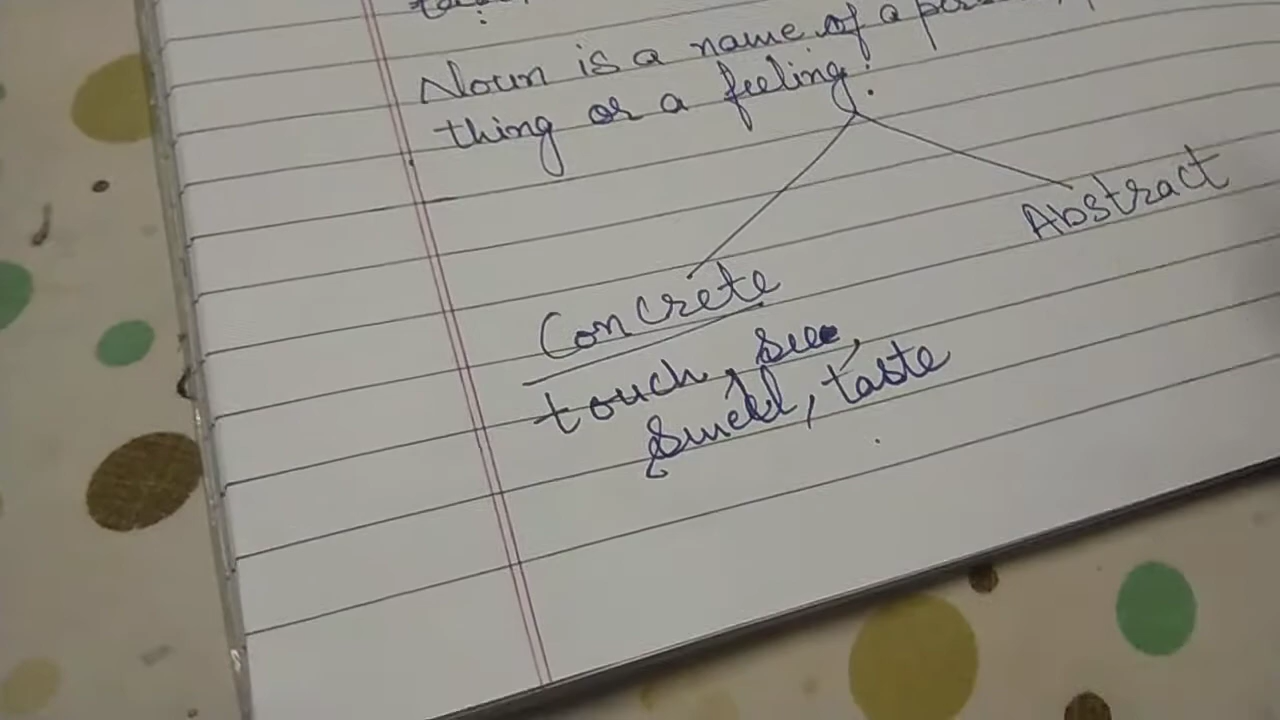 Noun is a name of a
thing or a feeling.
Abstract
Concrete
touch, see,
smell, taste